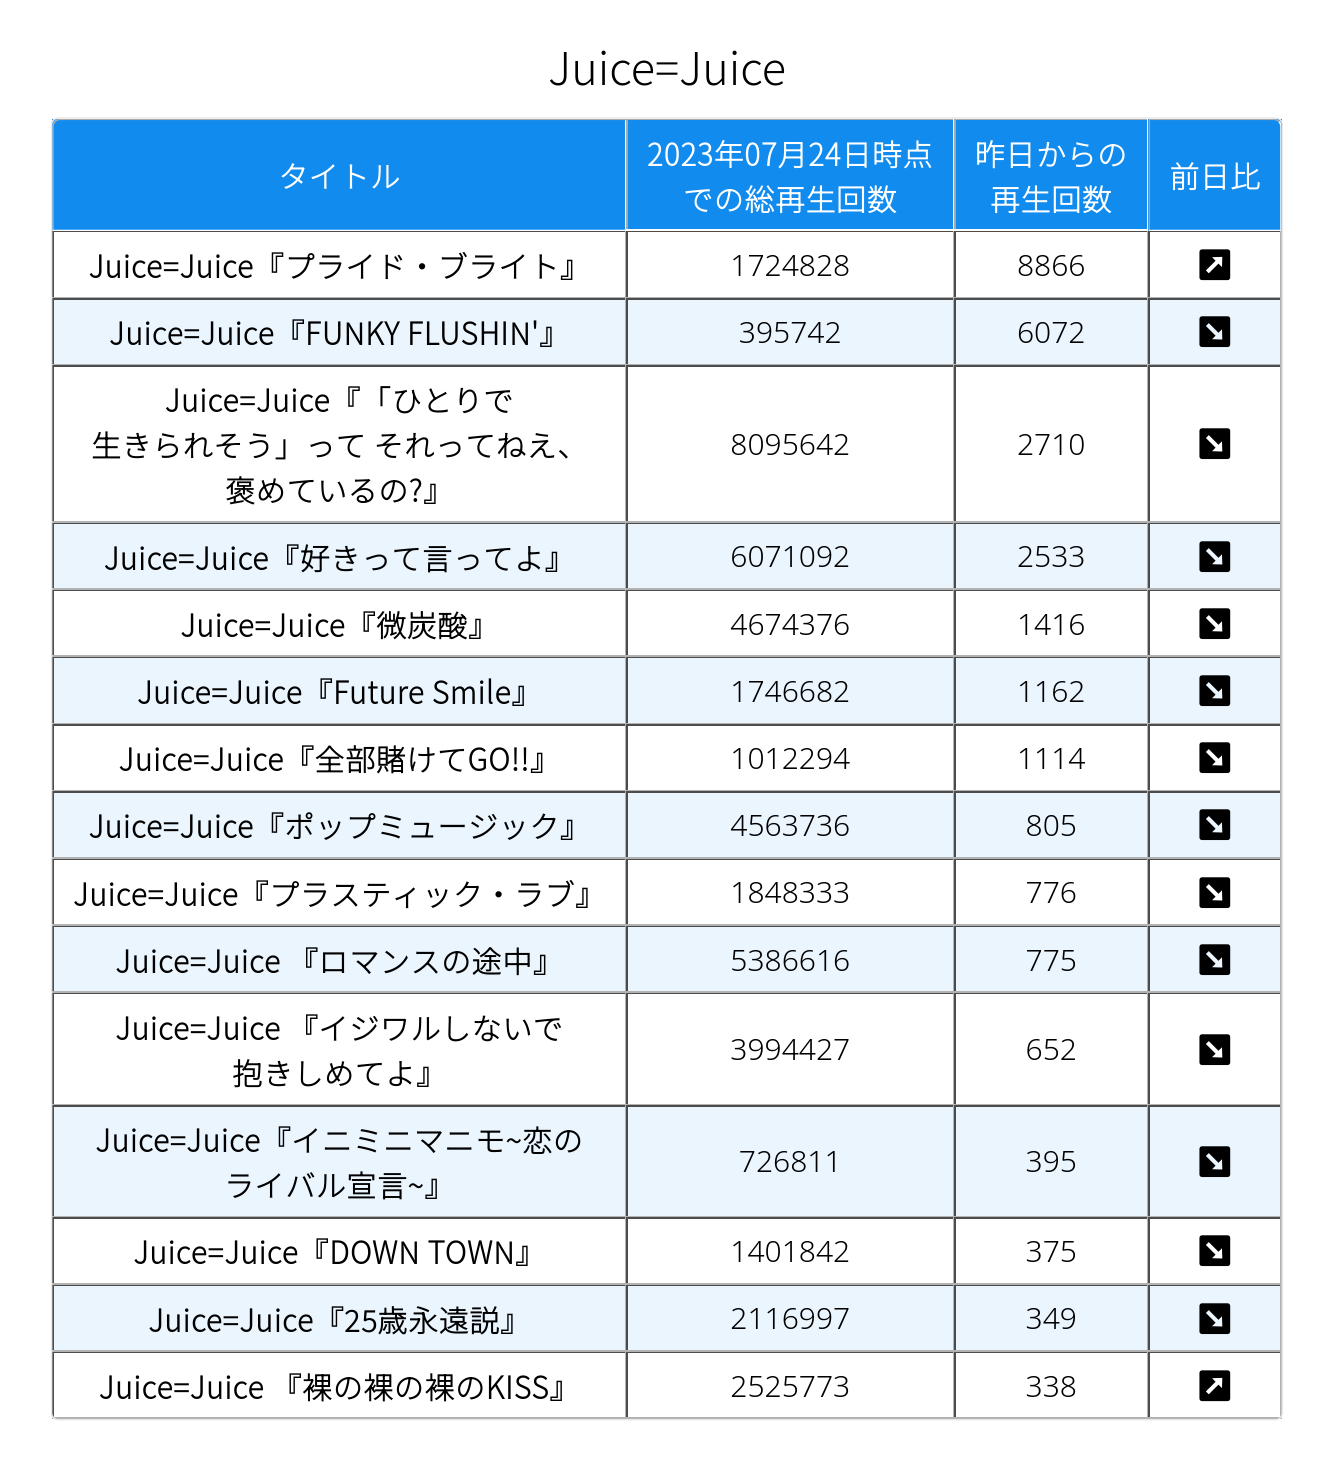 Juice=Juice
タイトル
2023年07月24日時点
での総再生回数
昨日からの
再生回数
前日比
Juice=Juice『プライド・ブライト』 1724828 8866 ↗
Juice=Juice『FUNKY FLUSHIN'』 395742 6072 ↘
Juice=Juice『「ひとりで
生きられそう」って それってねえ、
褒めているの?』 8095642 2710 ↘
Juice=Juice『好きって言ってよ』 6071092 2533 ↘
Juice=Juice『微炭酸』 4674376 1416 ↘
Juice=Juice『Future Smile』 1746682 1162 ↘
Juice=Juice『全部賭けてGO!!』 1012294 1114 ↘
Juice=Juice『ポップミュージック』 4563736 805 ↘
Juice=Juice『プラスティック・ラブ』 1848333 776 ↘
Juice=Juice 『ロマンスの途中』 5386616 775 ↘
Juice=Juice 『イジワルしないで
抱きしめてよ』 3994427 652 ↘
Juice=Juice『イニミニマニモ~恋の
ライバル宣言~』 726811 395 ↘
Juice=Juice『DOWN TOWN』 1401842 375 ↘
Juice=Juice『25歳永遠説』 2116997 349 ↘
Juice=Juice 『裸の裸の裸のKISS』 2525773 338 ↗